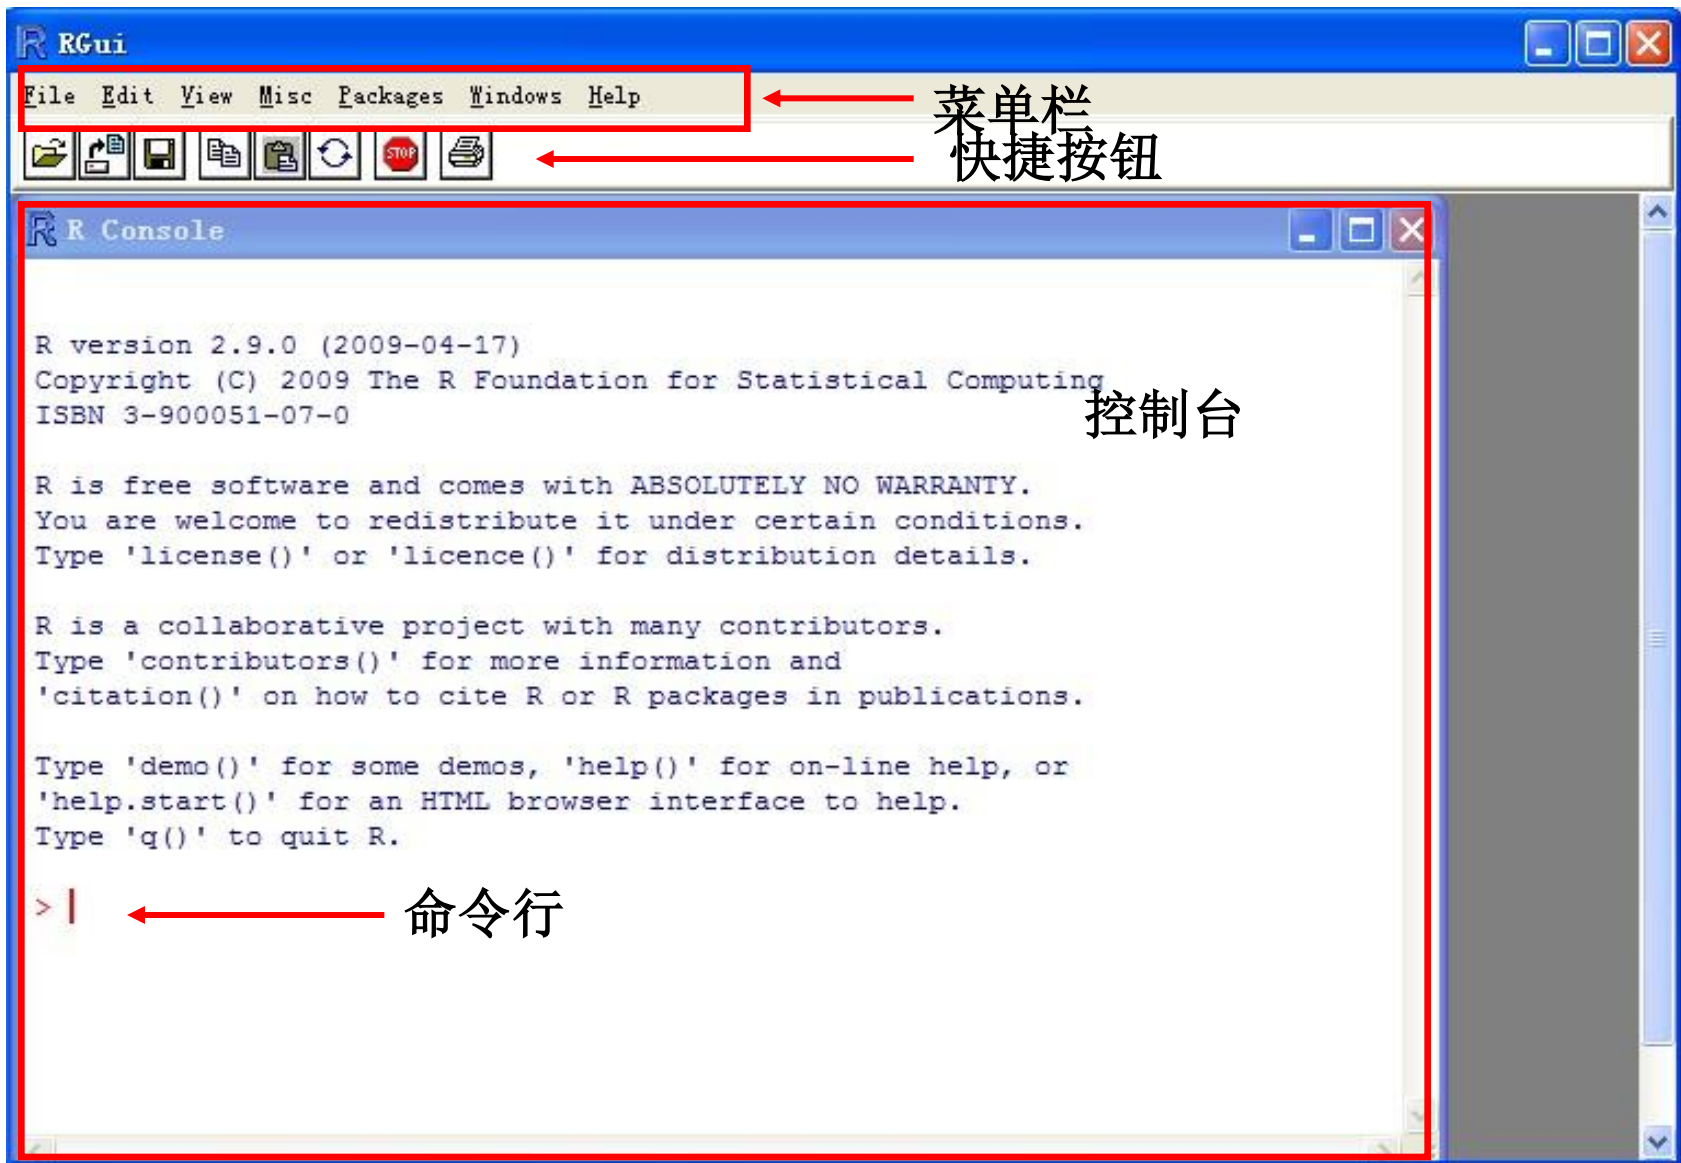 RGui
File Edit View Misc Packages Windows Help
菜单栏
STOP
快捷按钮
R Console
R version 2.9.0 (2009-04-17)
Copyright (C) 2009 The R Foundation for Statistical Computing
ISBN 3-900051-07-0
控制台
R is free software and comes with ABSOLUTELY NO WARRANTY.
You are welcome to redistribute it under certain conditions.
Type 'license()' or 'licence()' for distribution details.
R is a collaborative project with many contributors.
Type 'contributors()' for more information and
'citation()' on how to cite R or R packages in publications.
Type 'demo()' for some demos, 'help()' for on-line help, or
'help.start()' for an HTML browser interface to help.
Type 'q()' to quit R.
>
命令行